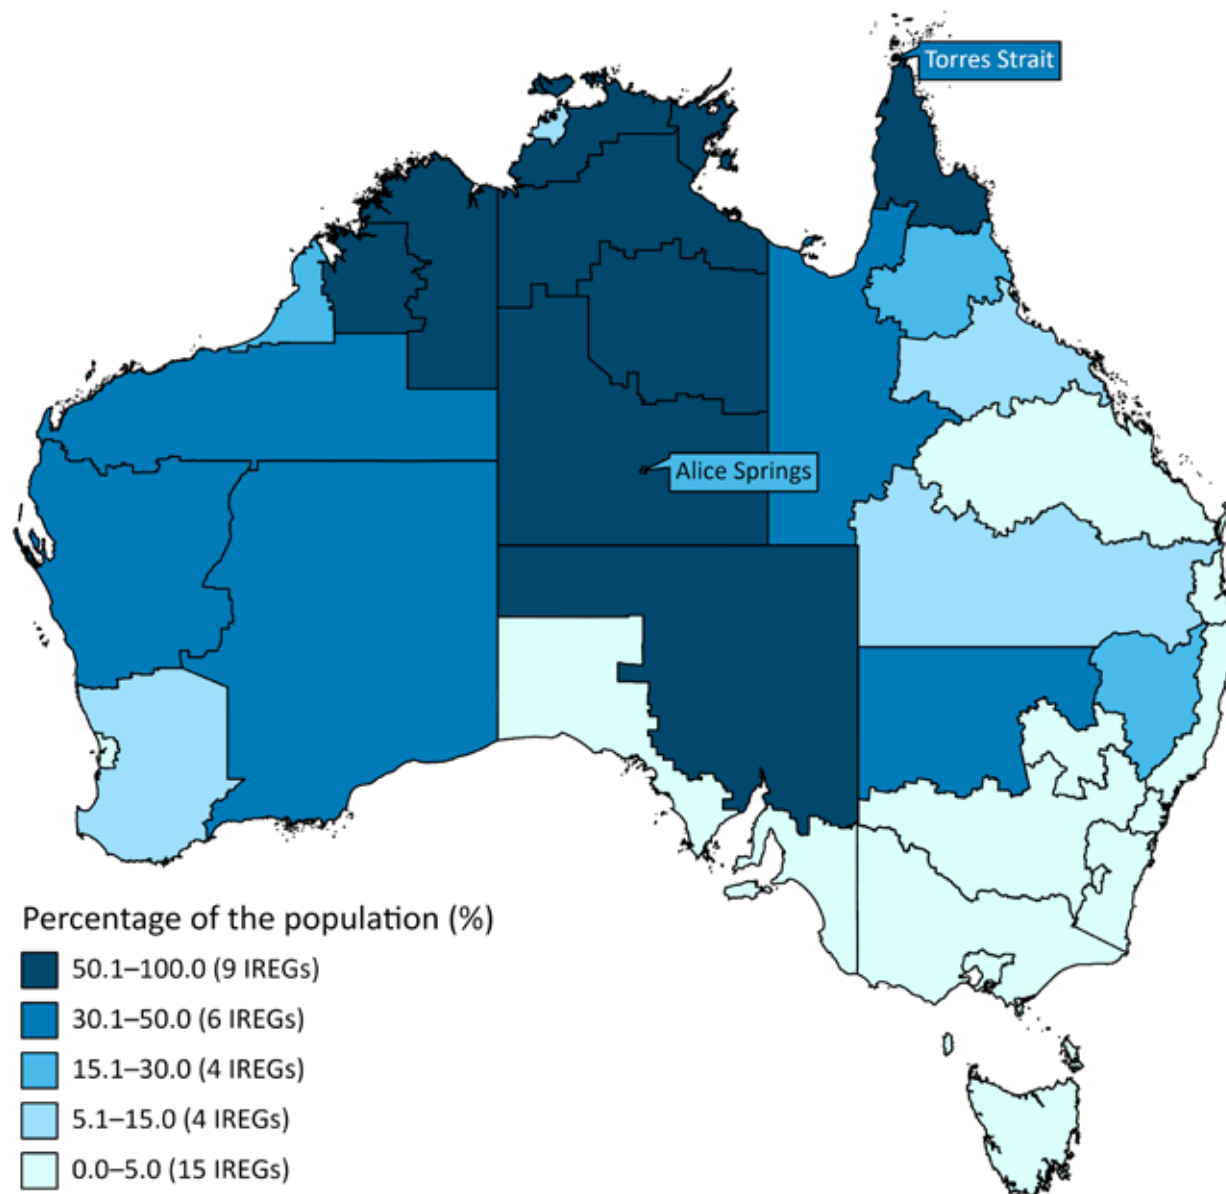 Torres Strait
Alice Springs
Percentage of the population (%)
50.1–100.0 (9 IREGs)
30.1–50.0 (6 IREGs)
15.1–30.0 (4 IREGs)
5.1–15.0 (4 IREGs)
0.0–5.0 (15 IREGs)